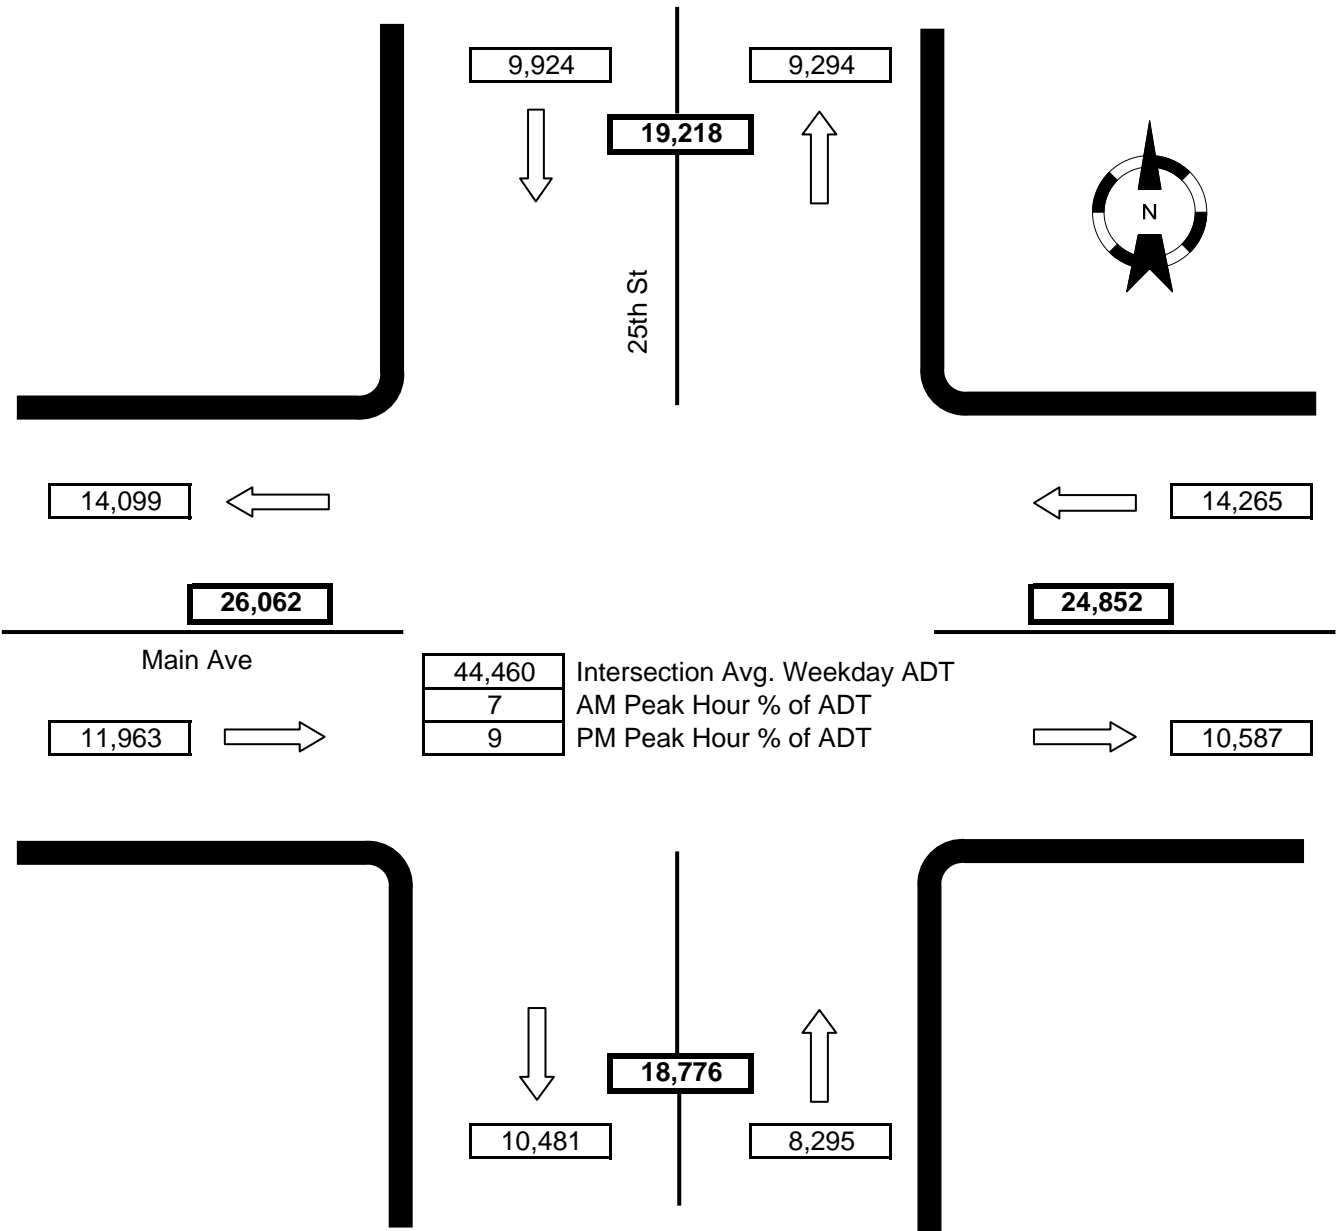 9,924 9,294
19,218
N
25th St
14,099 14,265
26,062 24,852
Main Ave
44,460 Intersection Avg. Weekday ADT
7 AM Peak Hour % of ADT
9 PM Peak Hour % of ADT
11,963 10,587
18,776
10,481 8,295